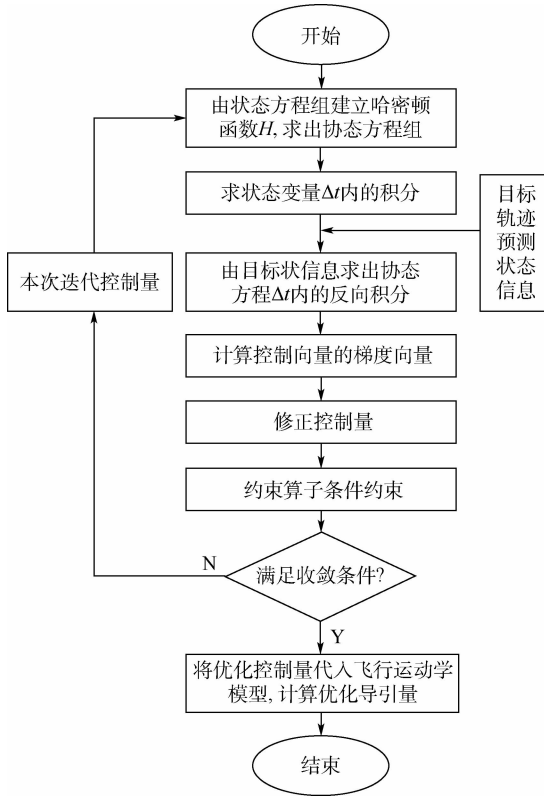 开始
由状态方程组建立哈密顿
函数H, 求出协态方程组
求状态变量Δt内的积分
目标
轨迹
预测
状态
信息
本次迭代控制量
由目标状信息求出协态
方程Δt内的反向积分
计算控制向量的梯度向量
修正控制量
约束算子条件约束
满足收敛条件?
N
Y
将优化控制量代入飞行运动学
模型, 计算优化导引量
结束